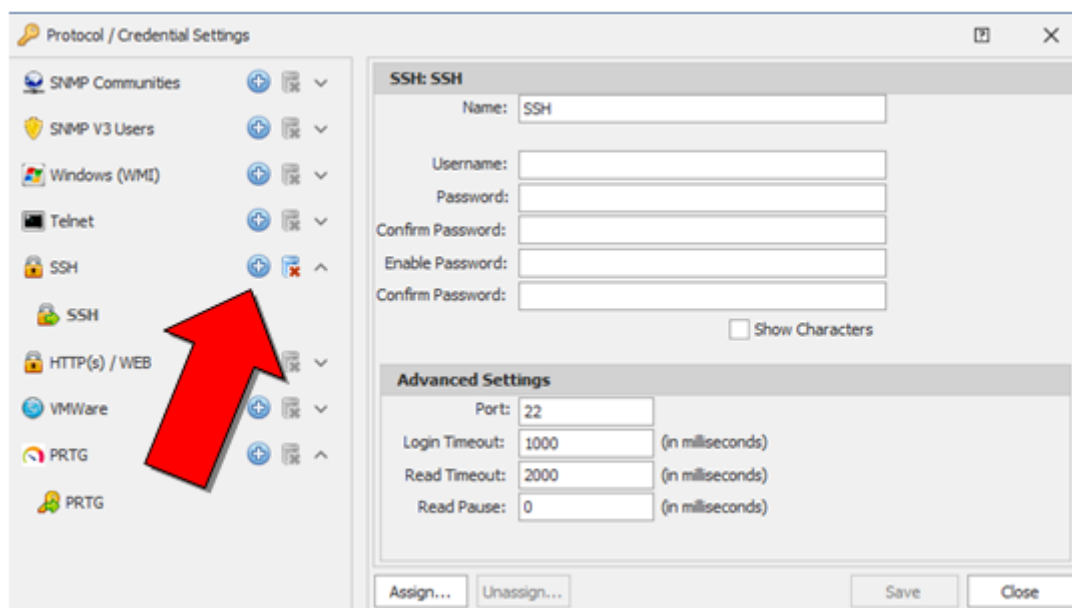 Protocol / Credential Settings
SNMP Communities
SNMP V3 Users
Windows (WMI)
Telnet
SSH
SSH
HTTP(s) / WEB
VMWare
PRTG
PRTG
SSH: SSH
Name: SSH
Username:
Password:
Confirm Password:
Enable Password:
Confirm Password:
Show Characters
Advanced Settings
Port: 22
Login Timeout: 1000 (in milliseconds)
Read Timeout: 2000 (in milliseconds)
Read Pause: 0 (in milliseconds)
Assign... Unassign... Save Close